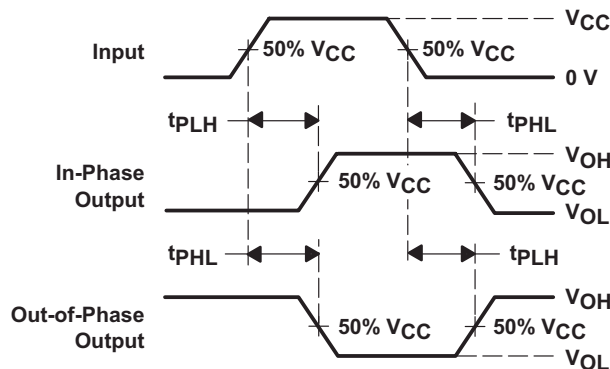 VCC
Input
50% VCC
50% VCC
0 V
tPLH
tPHL
VOH
In-Phase
Output
50% VCC
50% VCC
VOL
tPHL
tPLH
VOH
Out-of-Phase
Output
50% VCC
50% VCC
VOL